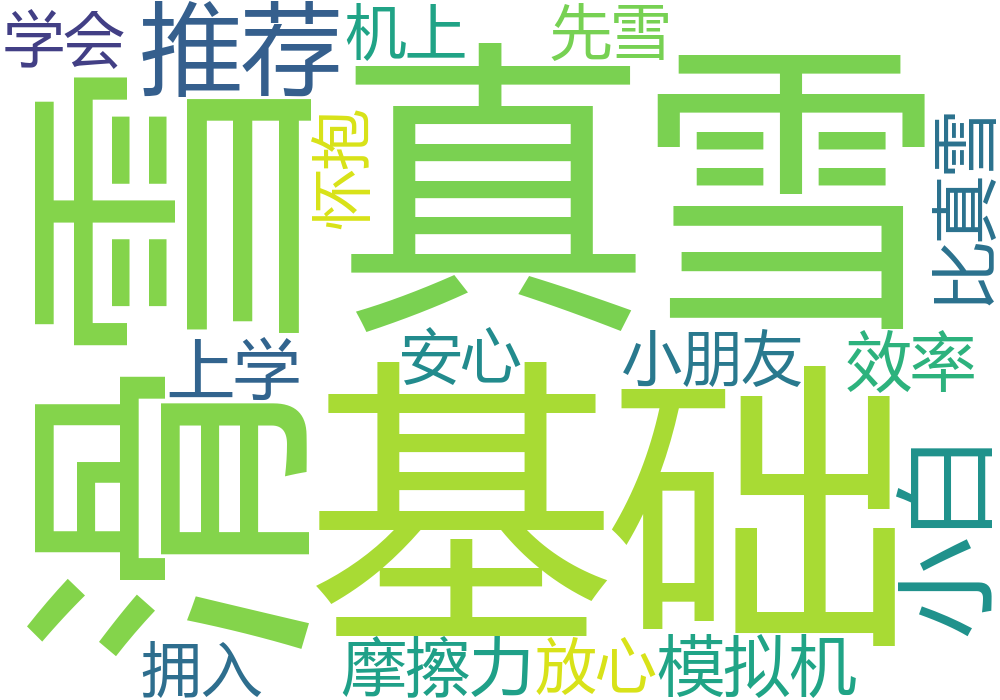 学会
推荐
机上
先雪
滑雪
真雪
怀抱
比真雪
上学
安心
小朋友
效率
基础
小白
拥入
摩擦力
放心
模拟机